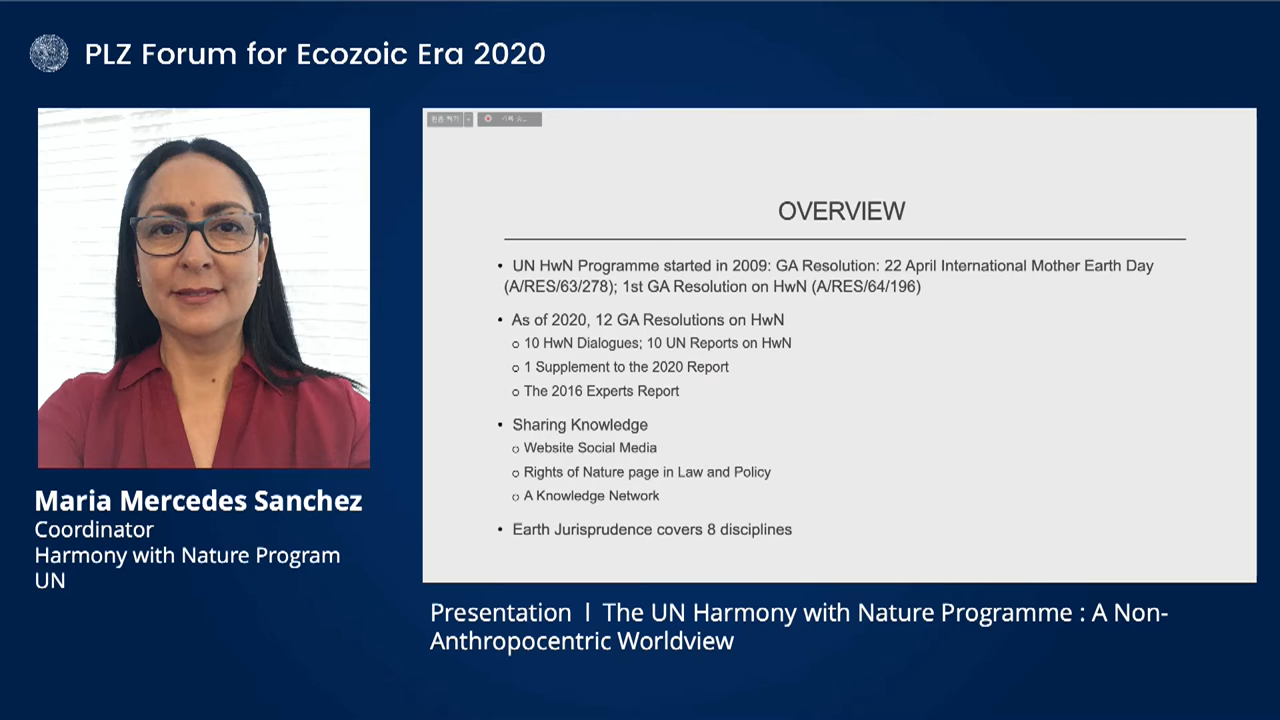 PLZ Forum for Ecozoic Era 2020
OVERVIEW
• UN HwN Programme started in 2009: GA Resolution: 22 April International Mother Earth Day
(A/RES/63/278); 1st GA Resolution on HwN (A/RES/64/196)
• As of 2020, 12 GA Resolutions on HwN
o 10 HwN Dialogues; 10 UN Reports on HwN
o 1 Supplement to the 2020 Report
o The 2016 Experts Report
• Sharing Knowledge
o Website Social Media
o Rights of Nature page in Law and Policy
o A Knowledge Network
• Earth Jurisprudence covers 8 disciplines
Maria Mercedes Sanchez
Coordinator
Harmony with Nature Program
UN
Presentation l The UN Harmony with Nature Programme : A Non-
Anthropocentric Worldview